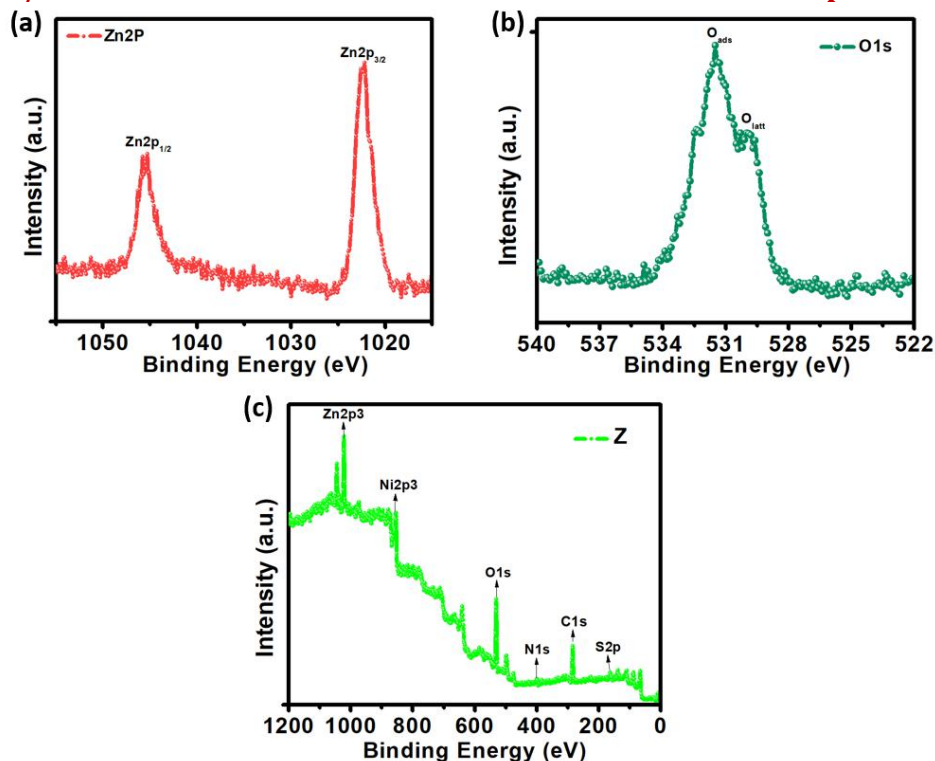 (a)
Zn2P
Zn2p3/2
Zn2p1/2
Intensity (a.u.)
1050 1040 1030 1020
Binding Energy (eV)
(b)
O1s
Oads
Olatt
Intensity (a.u.)
540 537 534 531 528 525 522
Binding Energy (eV)
(c)
Z
Zn2p3
Ni2p3
O1s
N1s
C1s
S2p
Intensity (a.u.)
1200 1000 800 600 400 200 0
Binding Energy (eV)